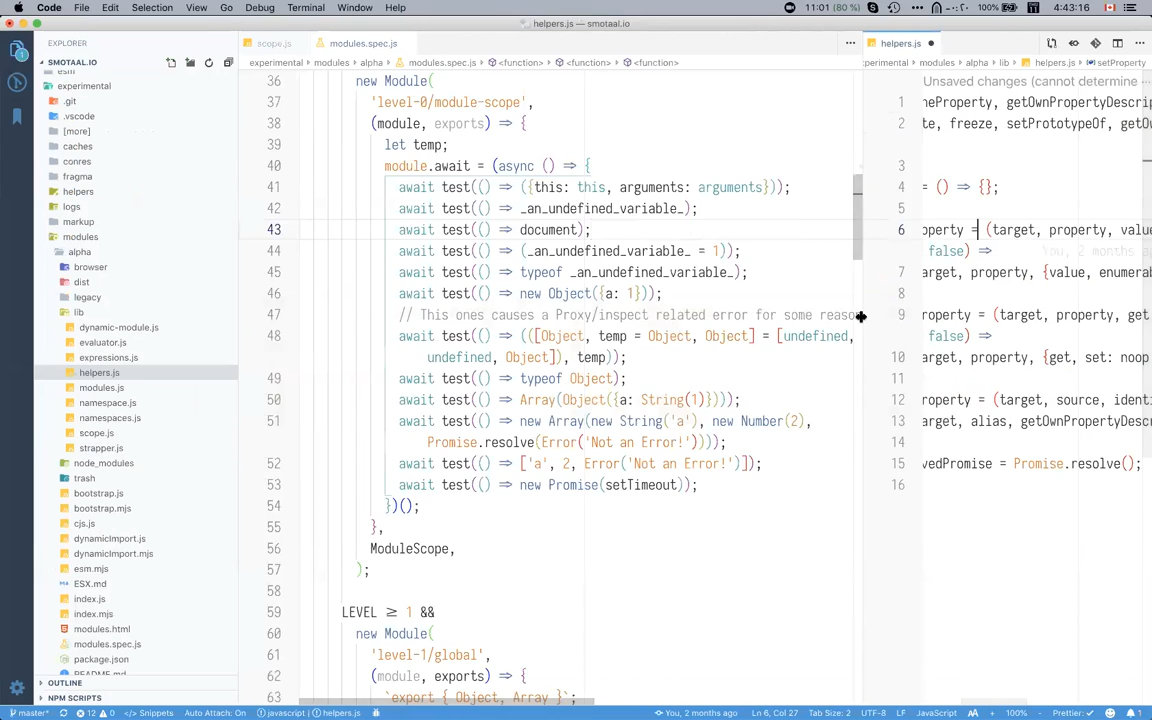 Code File Edit Selection View Go Debug Terminal Window Help 11:01 (80 %) 100% 4:43:16
helpers.js — smotaal.io
EXPLORER
SMOTAAL.IO
esm
experimental
.git
.vscode
[more]
caches
conres
fragma
helpers
logs
markup
modules
alpha
browser
dist
legacy
lib
dynamic-module.js
evaluator.js
expressions.js
helpers.js
modules.js
namespace.js
namespaces.js
scope.js
strapper.js
node_modules
trash
bootstrap.js
bootstrap.mjs
cjs.js
dynamicImport.js
dynamicImport.mjs
esm.mjs
ESX.md
index.js
index.mjs
modules.html
modules.spec.js
package.json
README.md
OUTLINE
NPM SCRIPTS
scope.js modules.spec.js
experimental › modules › alpha › modules.spec.js › <function> › <function> › <function>
36 new Module(
37 'level-0/module-scope',
38 (module, exports) ⇒ {
39 let temp;
40 module.await = (async () ⇒ {
41 await test(() ⇒ ({this: this, arguments: arguments}));
42 await test(() ⇒ _an_undefined_variable_);
43 await test(() ⇒ document);
44 await test(() ⇒ (_an_undefined_variable_ = 1));
45 await test(() ⇒ typeof _an_undefined_variable_);
46 await test(() ⇒ new Object({a: 1}));
47 // This ones causes a Proxy/inspect related error for some reaso
48 await test(() ⇒ (([Object, temp = Object, Object] = [undefined,
undefined, Object]), temp));
49 await test(() ⇒ typeof Object);
50 await test(() ⇒ Array(Object({a: String(1)})));
51 await test(() ⇒ new Array(new String('a'), new Number(2),
Promise.resolve(Error('Not an Error!'))));
52 await test(() ⇒ ['a', 2, Error('Not an Error!')]);
53 await test(() ⇒ new Promise(setTimeout));
54 })();
55 },
56 ModuleScope,
57 );
58
59 LEVEL ≥ 1 &&
60 new Module(
61 'level-1/global',
62 (module, exports) ⇒ {
63 `export { Object, Array }`;
helpers.js
erimental › modules › alpha › lib › helpers.js › setProperty
Unsaved changes (cannot determine
1 neProperty, getOwnPropertyDescrip
2 te, freeze, setPrototypeOf, getOw
3
4 = () ⇒ {};
5
6 operty = (target, property, value
false) ⇒ You, 2 months ag
7 arget, property, {value, enumerab
8
9 roperty = (target, property, get
false) ⇒
10 arget, property, {get, set: noop
11
12 roperty = (target, source, identi
13 arget, alias, getOwnPropertyDescr
14
15 vedPromise = Promise.resolve();
16
master* 12 0 </> Snippets Auto Attach: On javascript | helpers.js You, 2 months ago Ln 6, Col 27 Tab Size: 2 UTF-8 LF JavaScript AA 100% Prettier: ✓ 1